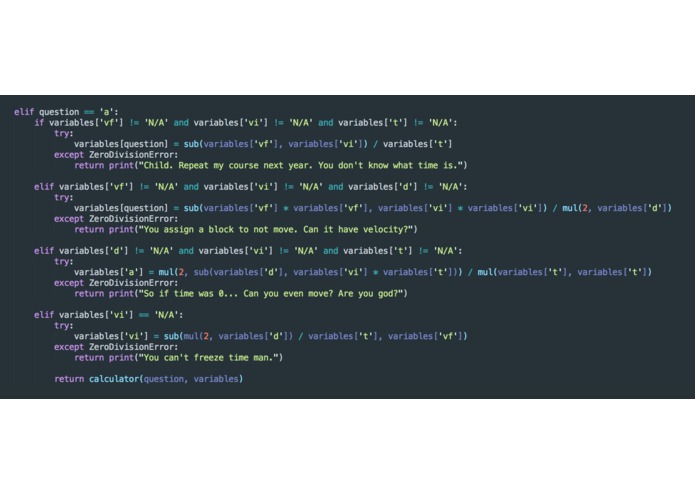 elif question == 'a':
if variables['vf'] != 'N/A' and variables['vi'] != 'N/A' and variables['t'] != 'N/A':
try:
variables[question] = sub(variables['vf'], variables['vi']) / variables['t']
except ZeroDivisionError:
return print("Child. Repeat my course next year. You don't know what time is.")
elif variables['vf'] != 'N/A' and variables['vi'] != 'N/A' and variables['d'] != 'N/A':
try:
variables[question] = sub(variables['vf'] * variables['vf'], variables['vi'] * variables['vi']) / mul(2, variables['d'])
except ZeroDivisionError:
return print("You assign a block to not move. Can it have velocity?")
elif variables['d'] != 'N/A' and variables['vi'] != 'N/A' and variables['t'] != 'N/A':
try:
variables['a'] = mul(2, sub(variables['d'], variables['vi'] * variables['t'])) / mul(variables['t'], variables['t'])
except ZeroDivisionError:
return print("So if time was 0... Can you even move? Are you god?")
elif variables['vi'] == 'N/A':
try:
variables['vi'] = sub(mul(2, variables['d']) / variables['t'], variables['vf'])
except ZeroDivisionError:
return print("You can't freeze time man.")
return calculator(question, variables)